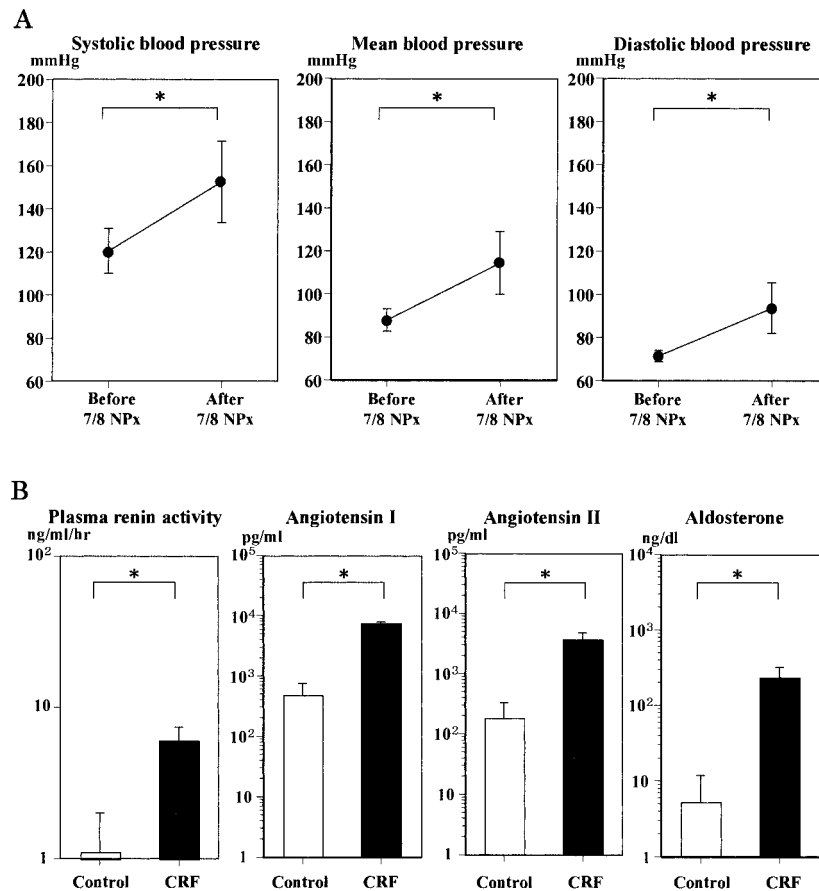 A
Systolic blood pressure
mmHg
200
180
160
140
120
100
80
60
*
Before
7/8 NPx
After
7/8 NPx
Mean blood pressure
mmHg
200
180
160
140
120
100
80
60
*
Before
7/8 NPx
After
7/8 NPx
Diastolic blood pressure
mmHg
200
180
160
140
120
100
80
60
*
Before
7/8 NPx
After
7/8 NPx
B
Plasma renin activity
ng/ml/hr
10²
10
1
*
Control
CRF
Angiotensin I
pg/ml
10⁵
10⁴
10³
10²
10
1
*
Control
CRF
Angiotensin II
pg/ml
10⁵
10⁴
10³
10²
10
1
*
Control
CRF
Aldosterone
ng/dl
10⁴
10³
10²
10
1
*
Control
CRF